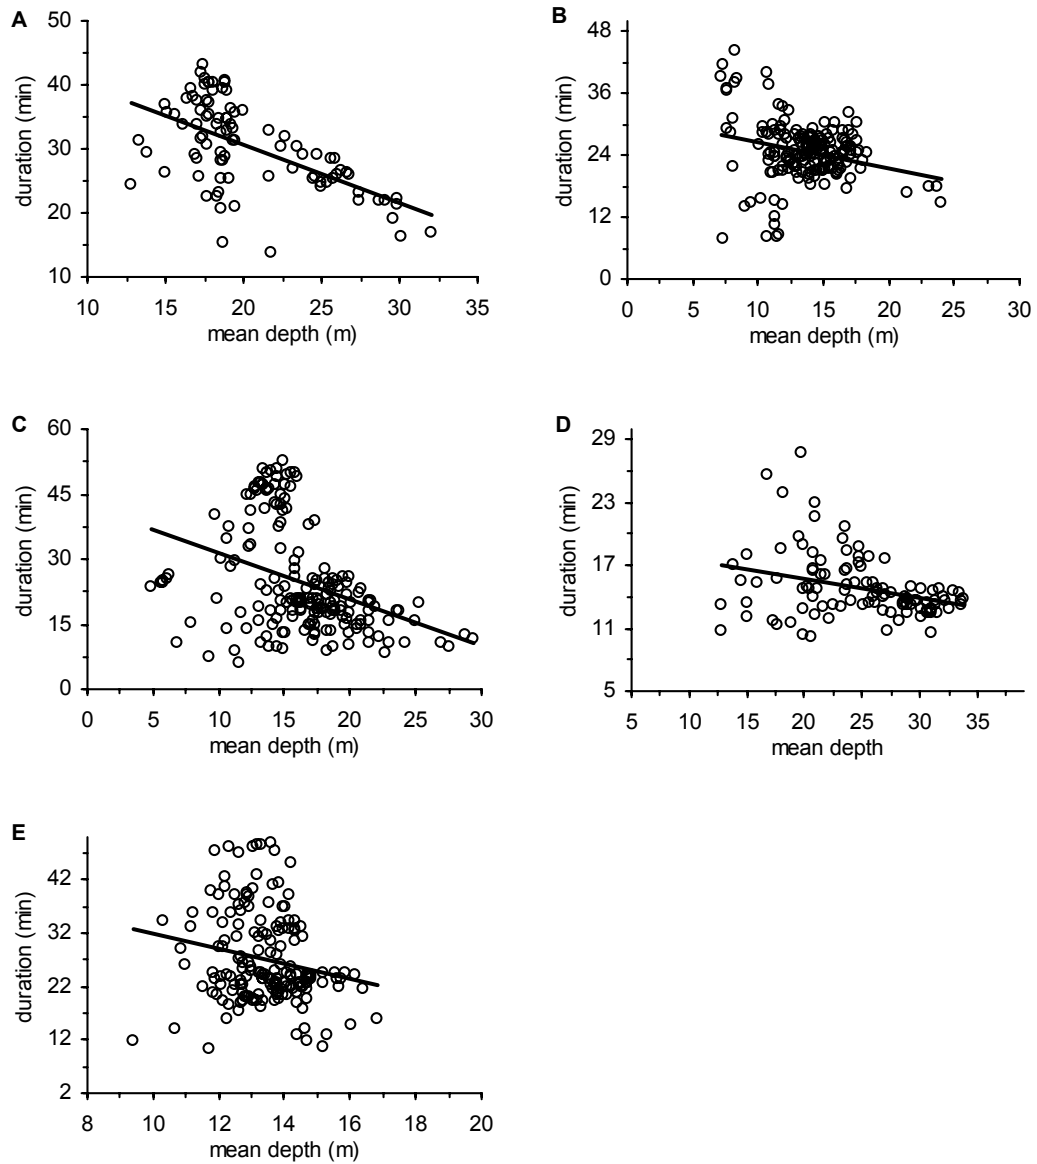 A
50
40
30
20
10
duration (min)
10 15 20 25 30 35
mean depth (m)
B
48
36
24
12
0
duration (min)
0 5 10 15 20 25 30
mean depth (m)
C
60
45
30
15
0
duration (min)
0 5 10 15 20 25 30
mean depth (m)
D
29
23
17
11
5
duration (min)
5 10 15 20 25 30 35
mean depth
E
42
32
22
12
2
duration (min)
8 10 12 14 16 18 20
mean depth (m)